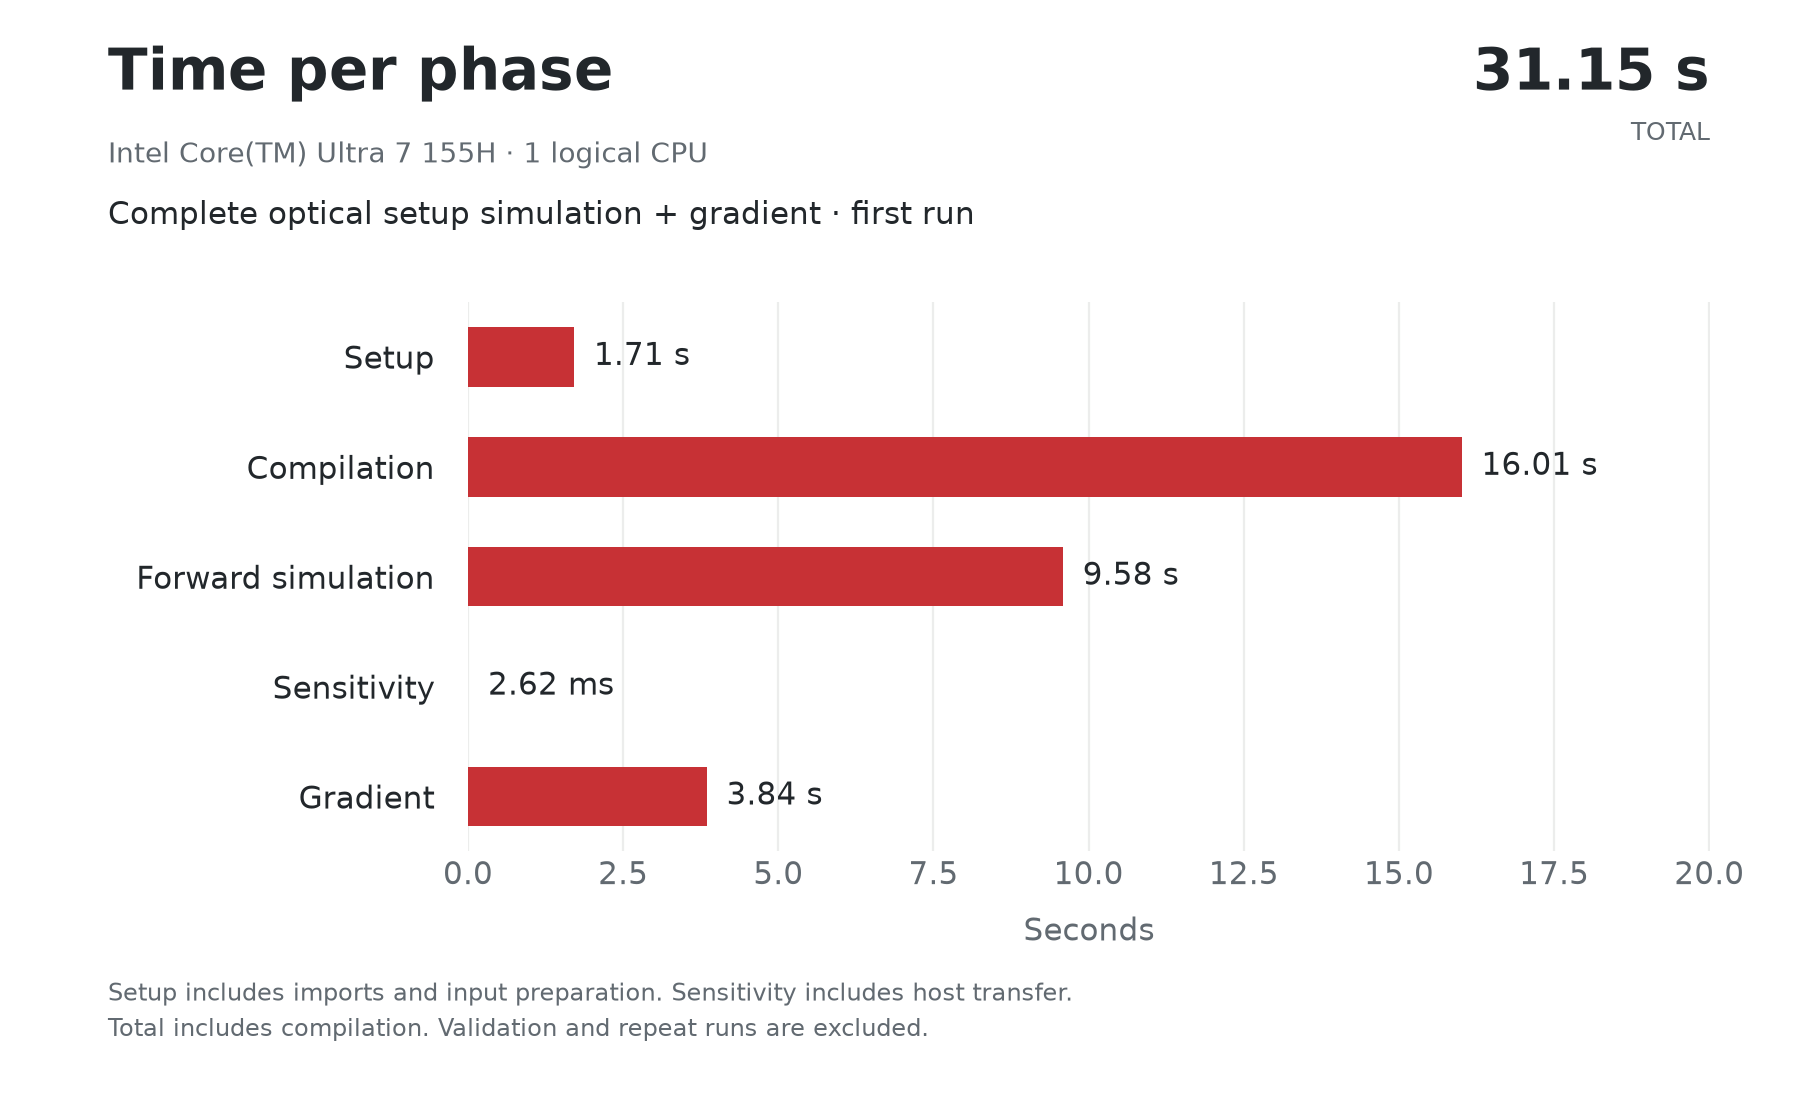 Time per phase
31.15 s
TOTAL
Intel Core(TM) Ultra 7 155H · 1 logical CPU
Complete optical setup simulation + gradient · first run
Setup
1.71 s
Compilation
16.01 s
Forward simulation
9.58 s
Sensitivity
2.62 ms
Gradient
3.84 s
0.0 2.5 5.0 7.5 10.0 12.5 15.0 17.5 20.0
Seconds
Setup includes imports and input preparation. Sensitivity includes host transfer.
Total includes compilation. Validation and repeat runs are excluded.